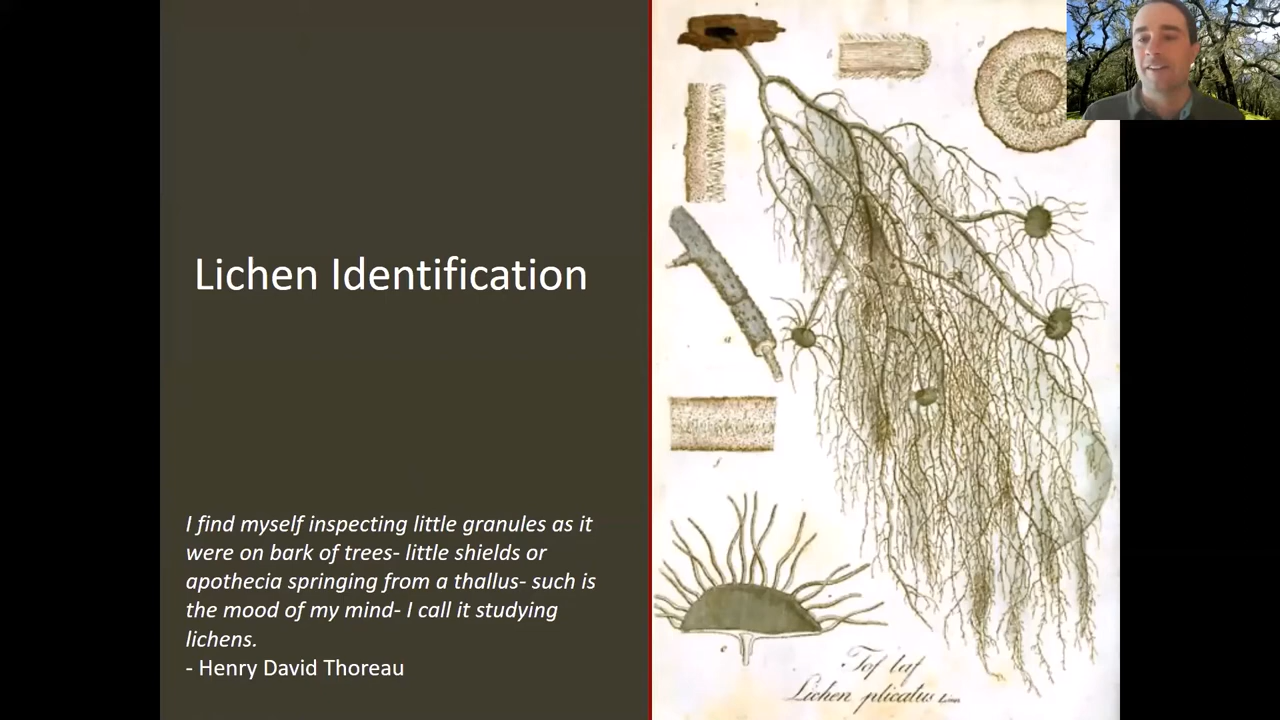 Lichen Identification
I find myself inspecting little granules as it
were on bark of trees- little shields or
apothecia springing from a thallus- such is
the mood of my mind- I call it studying
lichens.
- Henry David Thoreau
a
e
f
Lichen plicatus Linn.